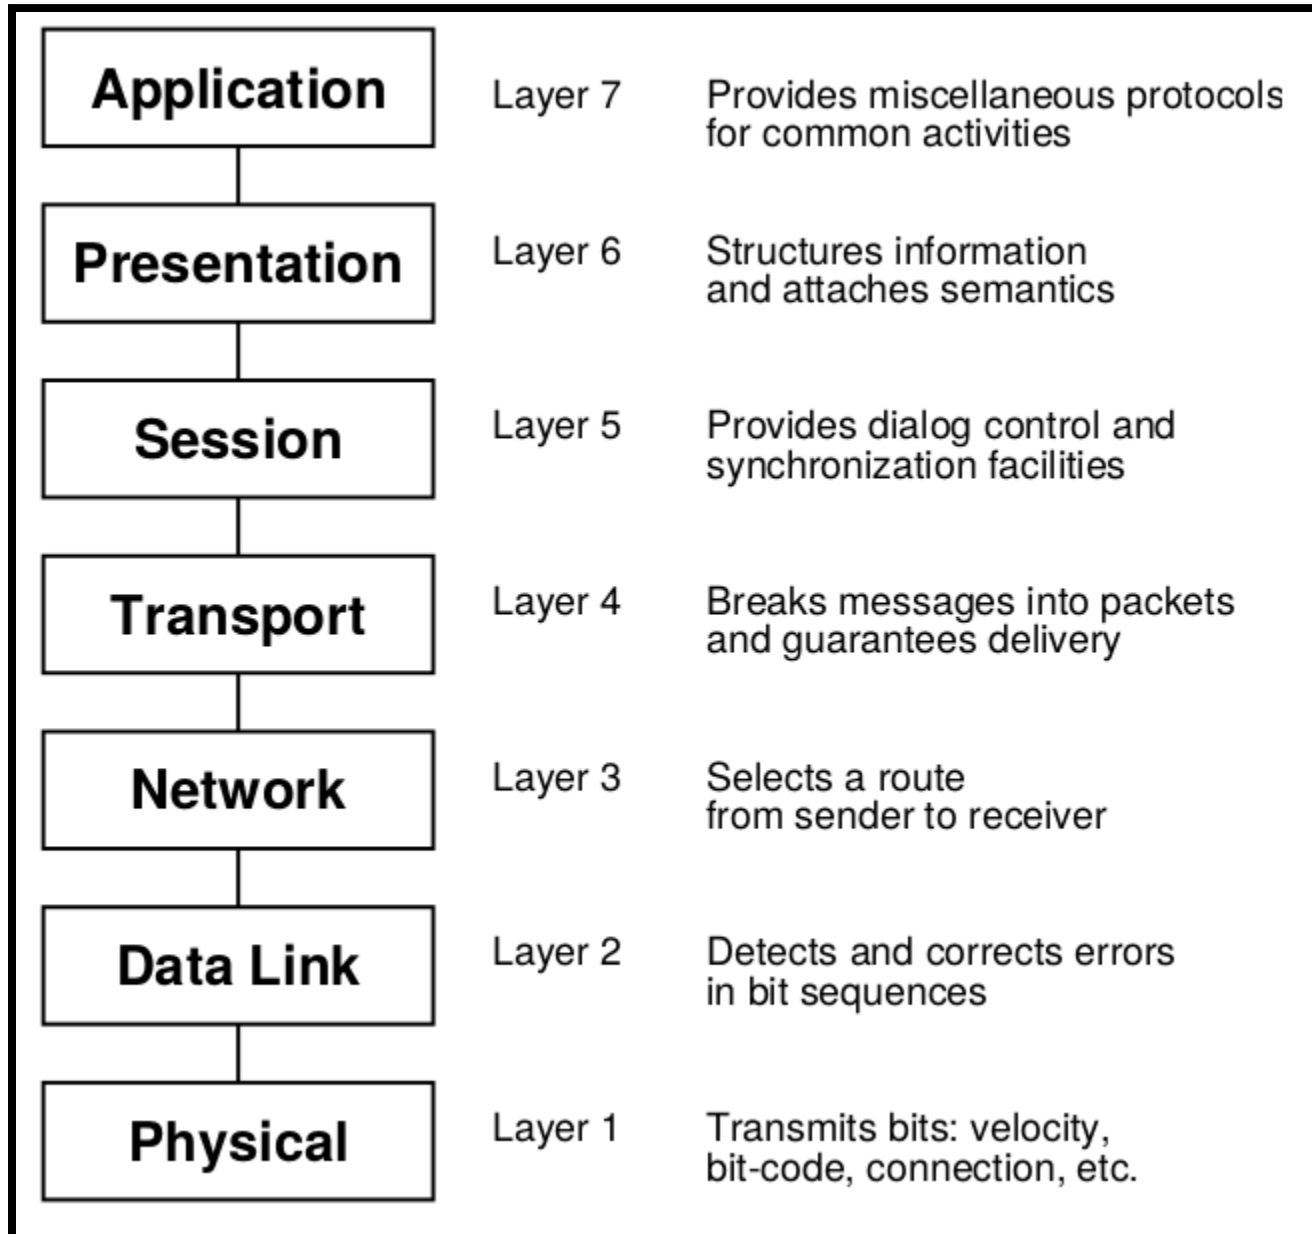 Application
Layer 7
Provides miscellaneous protocols
for common activities
Presentation
Layer 6
Structures information
and attaches semantics
Session
Layer 5
Provides dialog control and
synchronization facilities
Transport
Layer 4
Breaks messages into packets
and guarantees delivery
Network
Layer 3
Selects a route
from sender to receiver
Data Link
Layer 2
Detects and corrects errors
in bit sequences
Physical
Layer 1
Transmits bits: velocity,
bit-code, connection, etc.